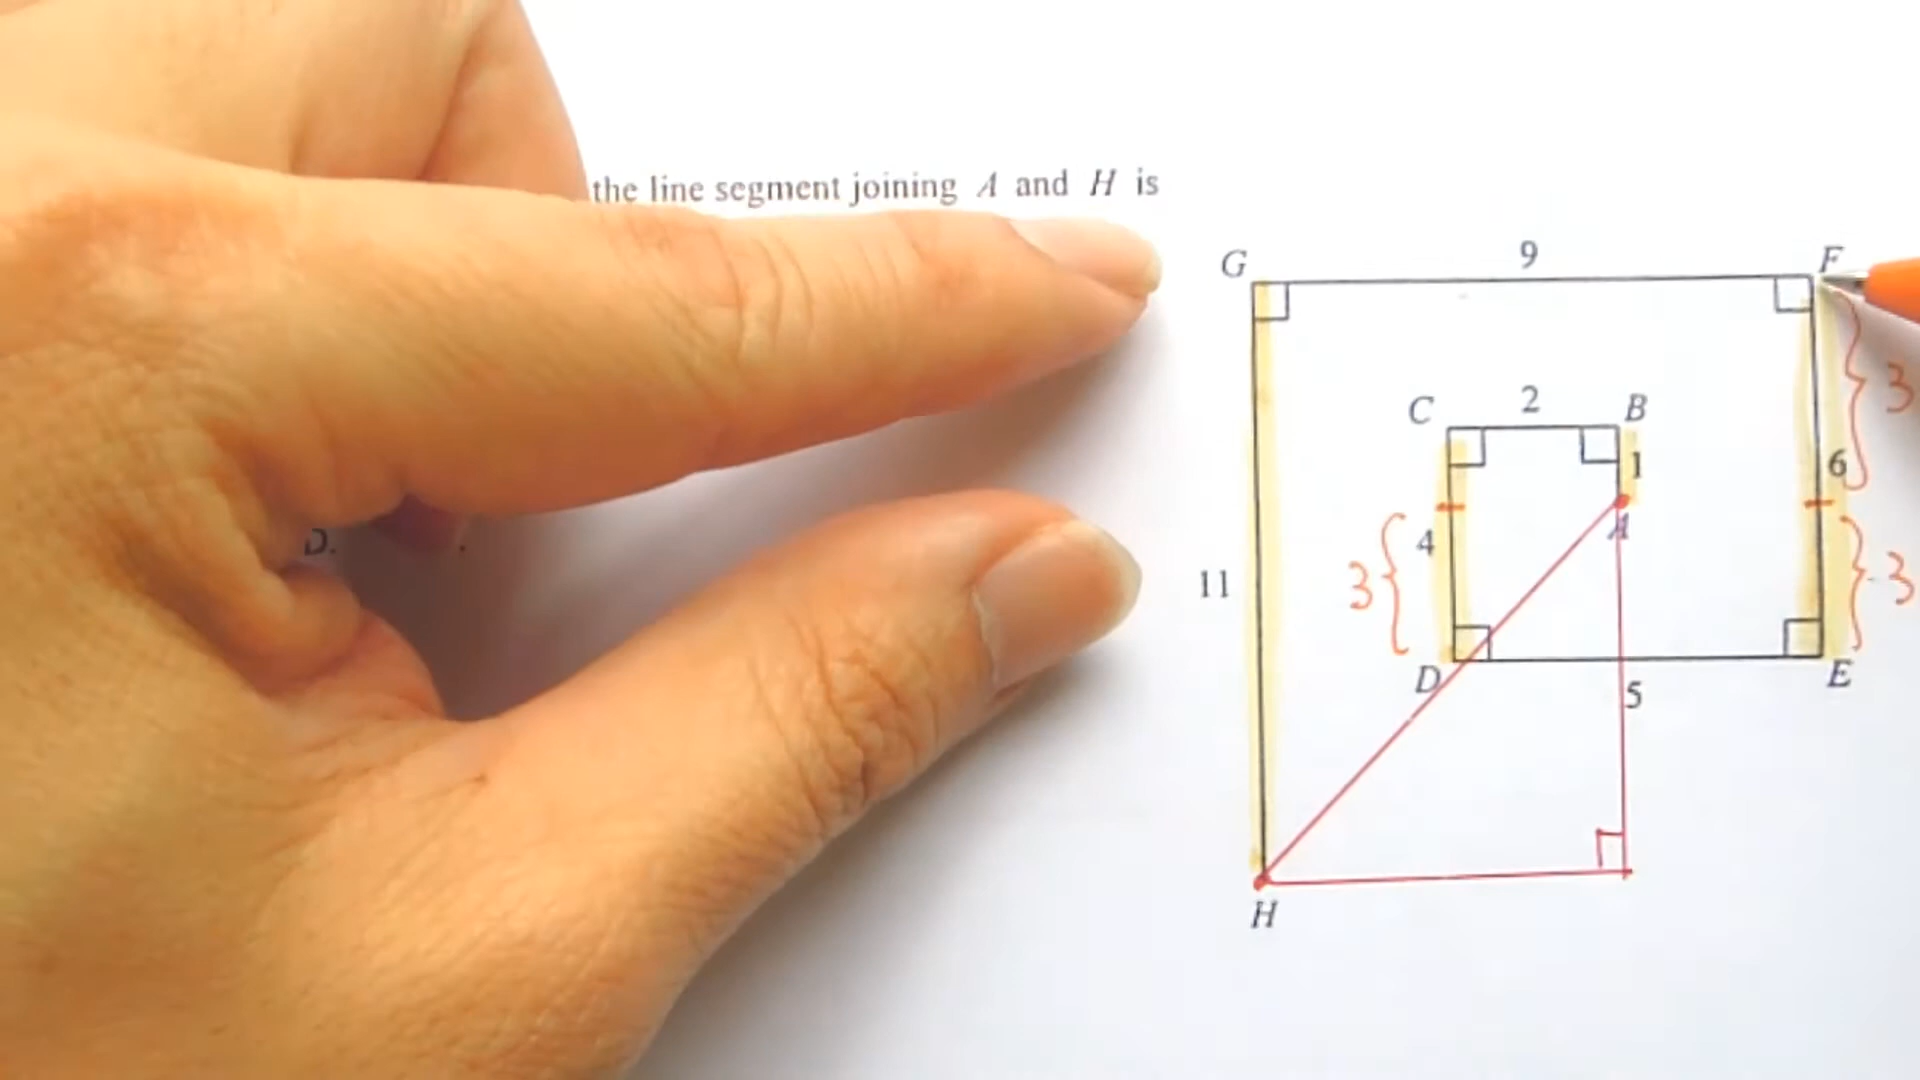 the line segment joining A and H is
G 9 F
3
C 2 B
1 6
A
3 4 3
11
D. D 5 E
H